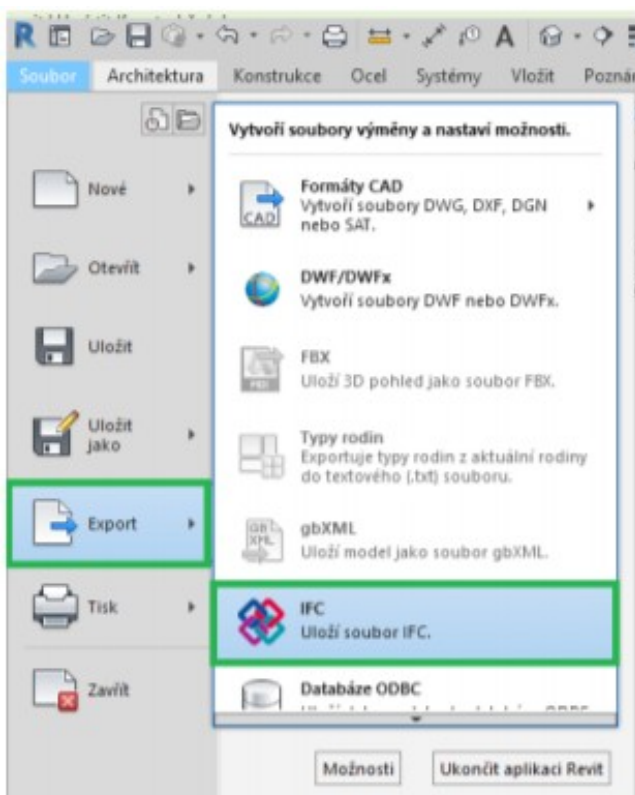 Soubor Architektura Konstrukce Ocel Systémy Vložit Poznám
Vytvoří soubory výměny a nastaví možnosti.
Nové
Otevřít
Uložit
Uložit
jako
Export
Tisk
Zavřít
Formáty CAD
Vytvoří soubory DWG, DXF, DGN
nebo SAT.
DWF/DWFx
Vytvoří soubory DWF nebo DWFx.
FBX
Uloží 3D pohled jako soubor FBX.
Typy rodin
Exportuje typy rodin z aktuální rodiny
do textového (.txt) souboru.
gbXML
Uloží model jako soubor gbXML.
IFC
Uloží soubor IFC.
Databáze ODBC
Možnosti Ukončit aplikaci Revit